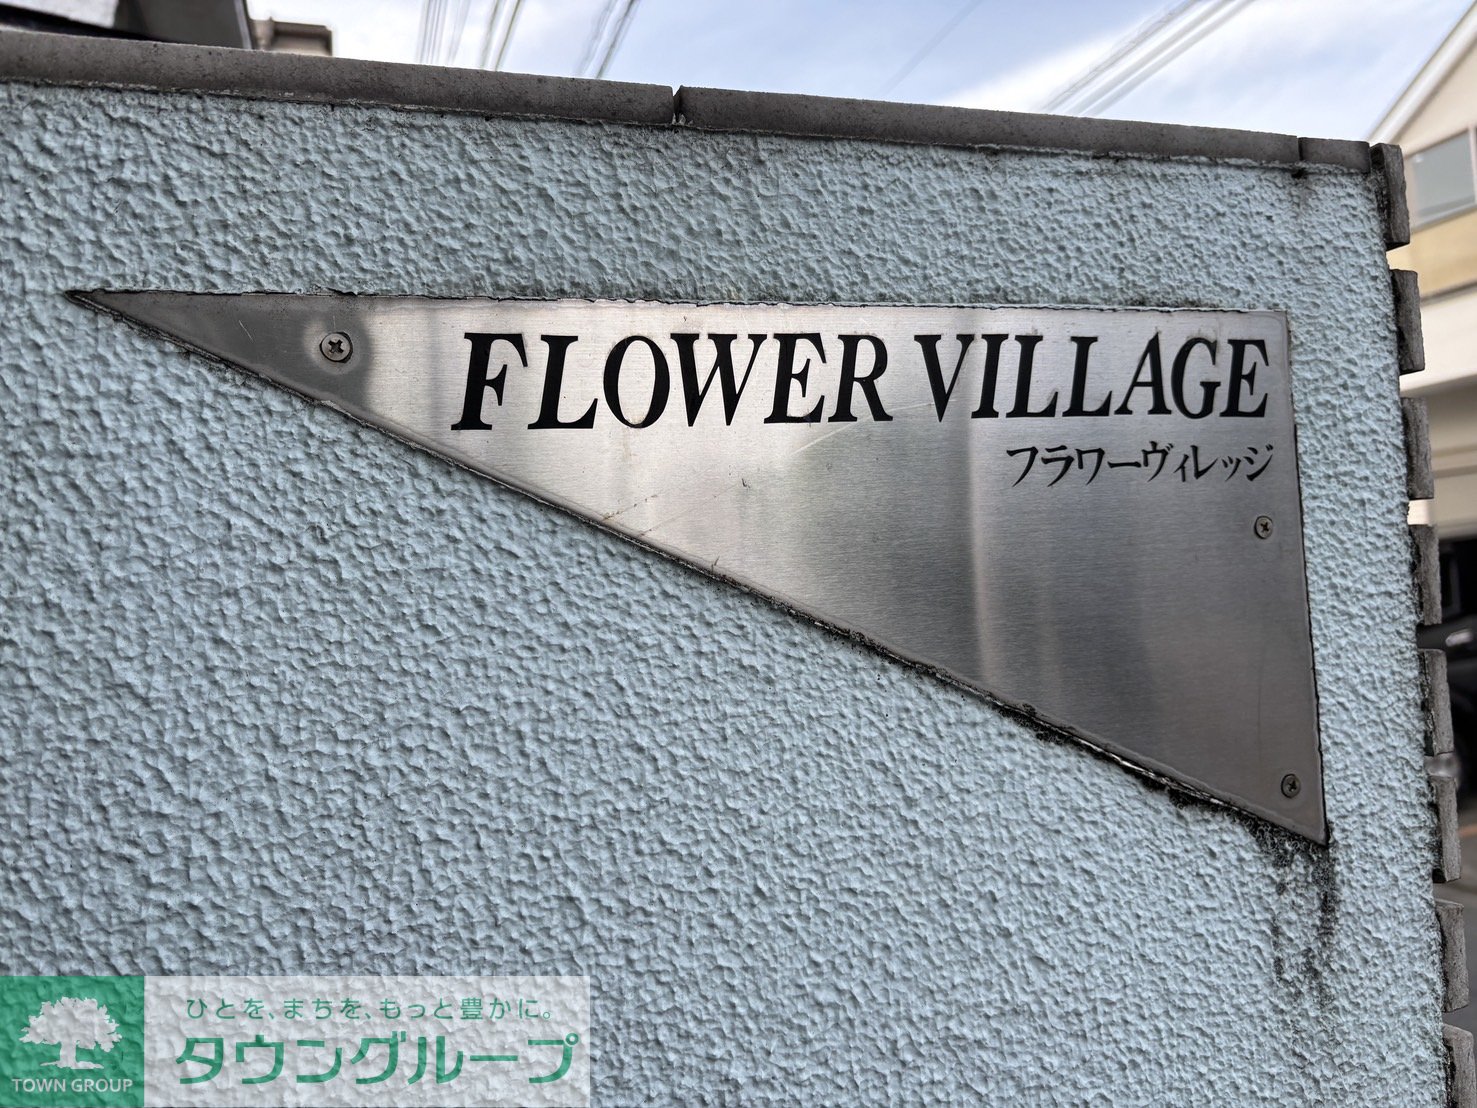 FLOWER VILLAGE
フラワーヴィレッジ
ひとを、まちを、もっと豊かに。
タウングループ
TOWN GROUP